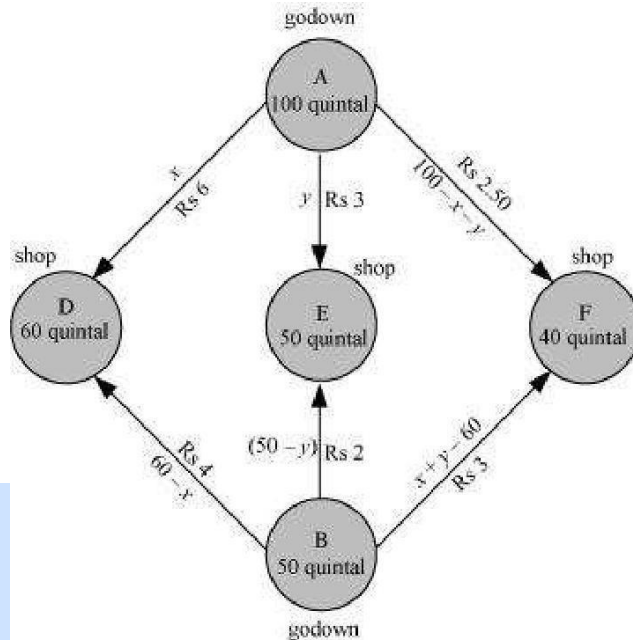 godown
A
100 quintal
x
Rs 6
y Rs 3
Rs 2.50
100 – x – y
shop
D
60 quintal
shop
E
50 quintal
shop
F
40 quintal
Rs 4
60 – x
(50 – y) Rs 2
x + y – 60
Rs 3
B
50 quintal
godown